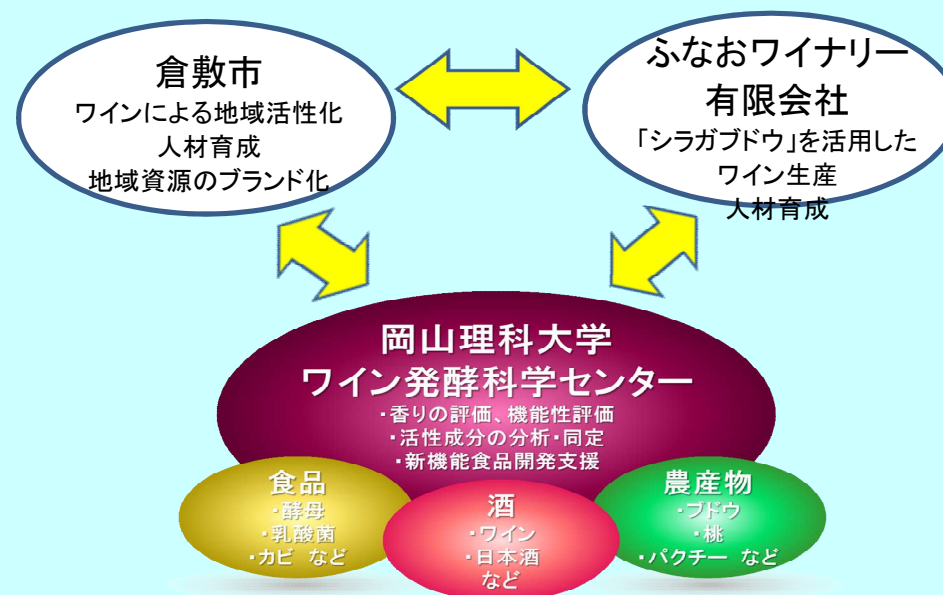 倉敷市
ワインによる地域活性化
人材育成
地域資源のブランド化
ふなおワイナリー
有限会社
「シラガブドウ」を活用した
ワイン生産
人材育成
岡山理科大学
ワイン発酵科学センター
・香りの評価、機能性評価
・活性成分の分析・同定
・新機能食品開発支援
食品
・酵母
・乳酸菌
・カビ など
酒
・ワイン
・日本酒
など
農産物
・ブドウ
・桃
・パクチー など